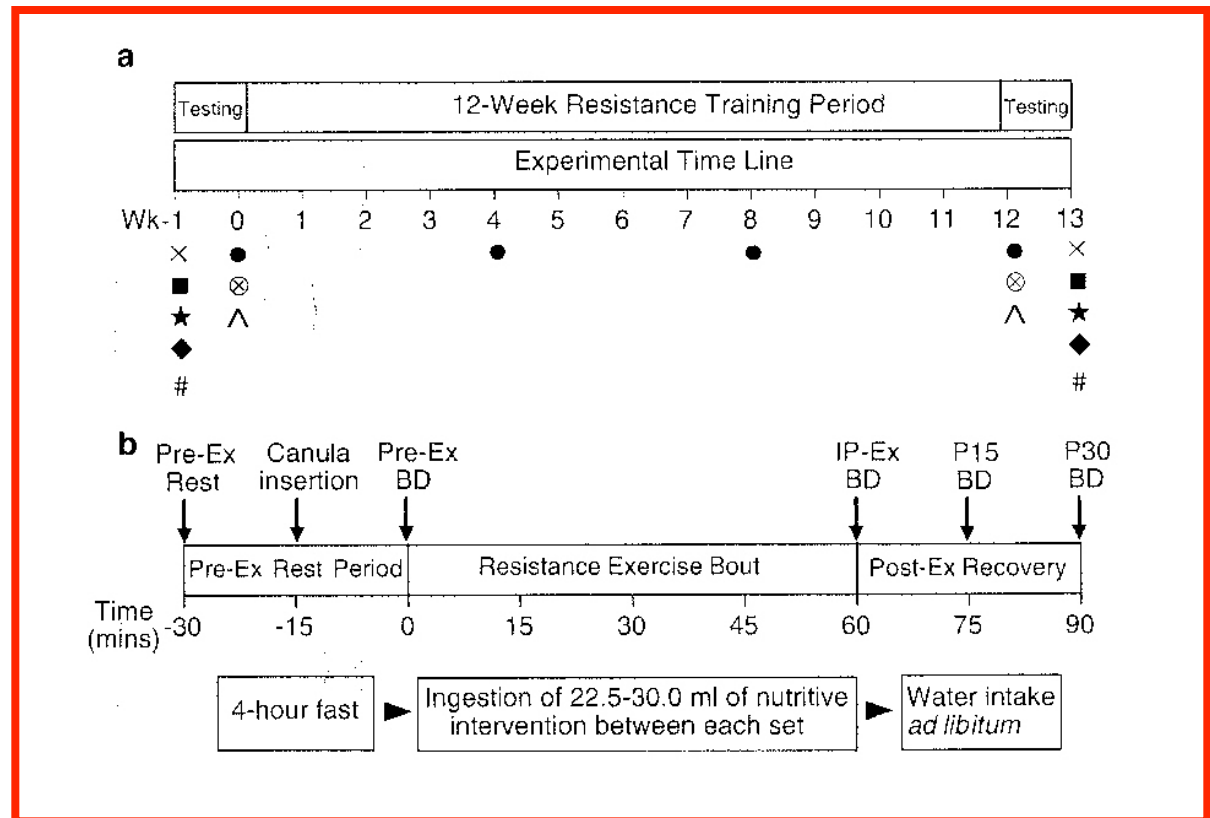 a
Testing 12-Week Resistance Training Period Testing
Experimental Time Line
Wk-1 0 1 2 3 4 5 6 7 8 9 10 11 12 13
× ● ● ● ● ×
■ ⊗ ⊗ ■
★ ^ ^ ★
◆ ◆
# #
b
Pre-Ex Canula Pre-Ex IP-Ex P15 P30
Rest insertion BD BD BD BD
Pre-Ex Rest Period Resistance Exercise Bout Post-Ex Recovery
Time
(mins) -30 -15 0 15 30 45 60 75 90
4-hour fast ► Ingestion of 22.5-30.0 ml of nutritive ► Water intake
intervention between each set ad libitum